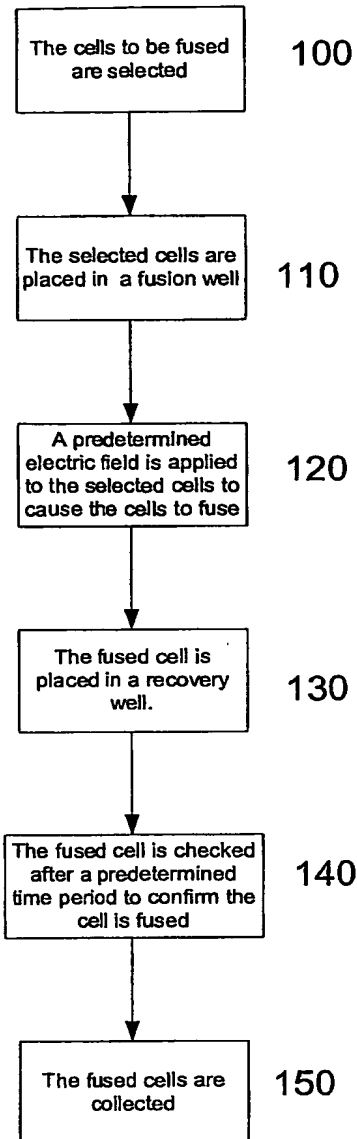 The cells to be fused
are selected
100
The selected cells are
placed in a fusion well
110
A predetermined
electric field is applied
to the selected cells to
cause the cells to fuse
120
The fused cell is
placed in a recovery
well.
130
The fused cell is checked
after a predetermined
time period to confirm the
cell is fused
140
The fused cells are
collected
150